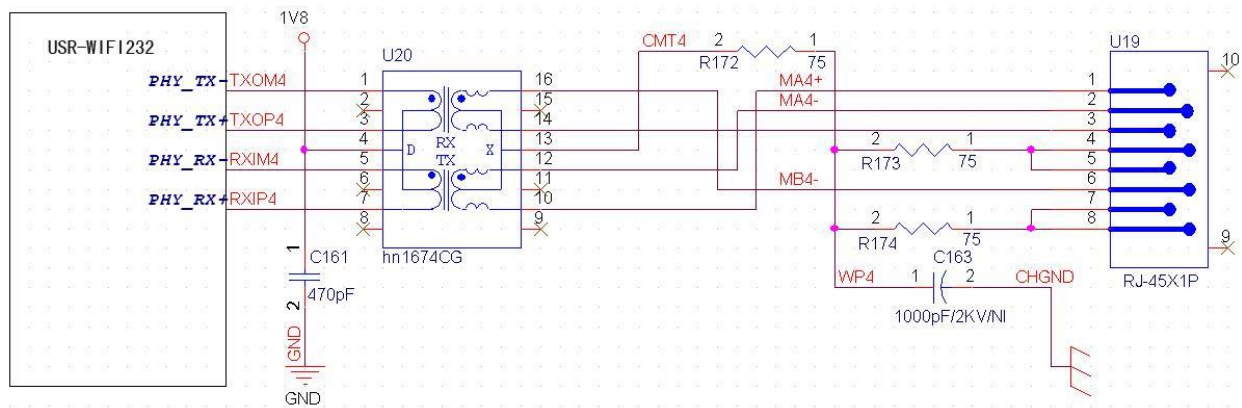 USR-WIFI232
PHY_TX- TXOM4
PHY_TX+ TXOP4
PHY_RX- RXIM4
PHY_RX+ RXIP4
1V8
1
C161
470pF
2
GND
GND
U20
1
2
3
4
5
6
7
8
D
RX
TX
X
16
15
14
13
12
11
10
9
hn1674CG
CMT4
2
1
R172
75
MA4+
MA4-
2
1
R173
75
MB4-
2
1
R174
75
C163
WP4
1
2
CHGND
1000pF/2KV/NI
U19
1
2
3
4
5
6
7
8
10
9
RJ-45X1P